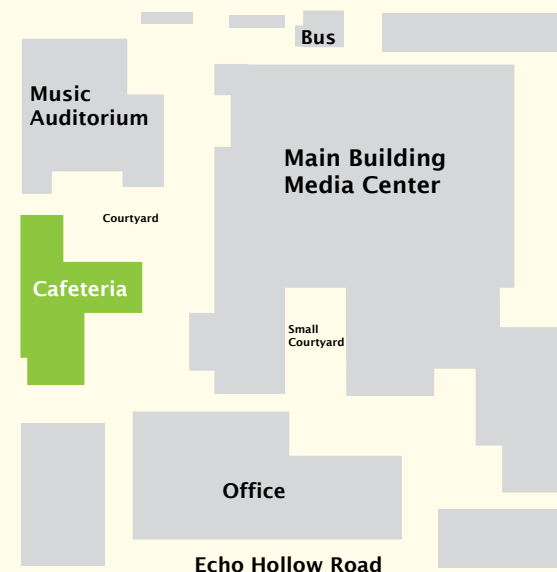 Bus
Music
Auditorium
Main Building
Media Center
Courtyard
Cafeteria
Small
Courtyard
Office
Echo Hollow Road